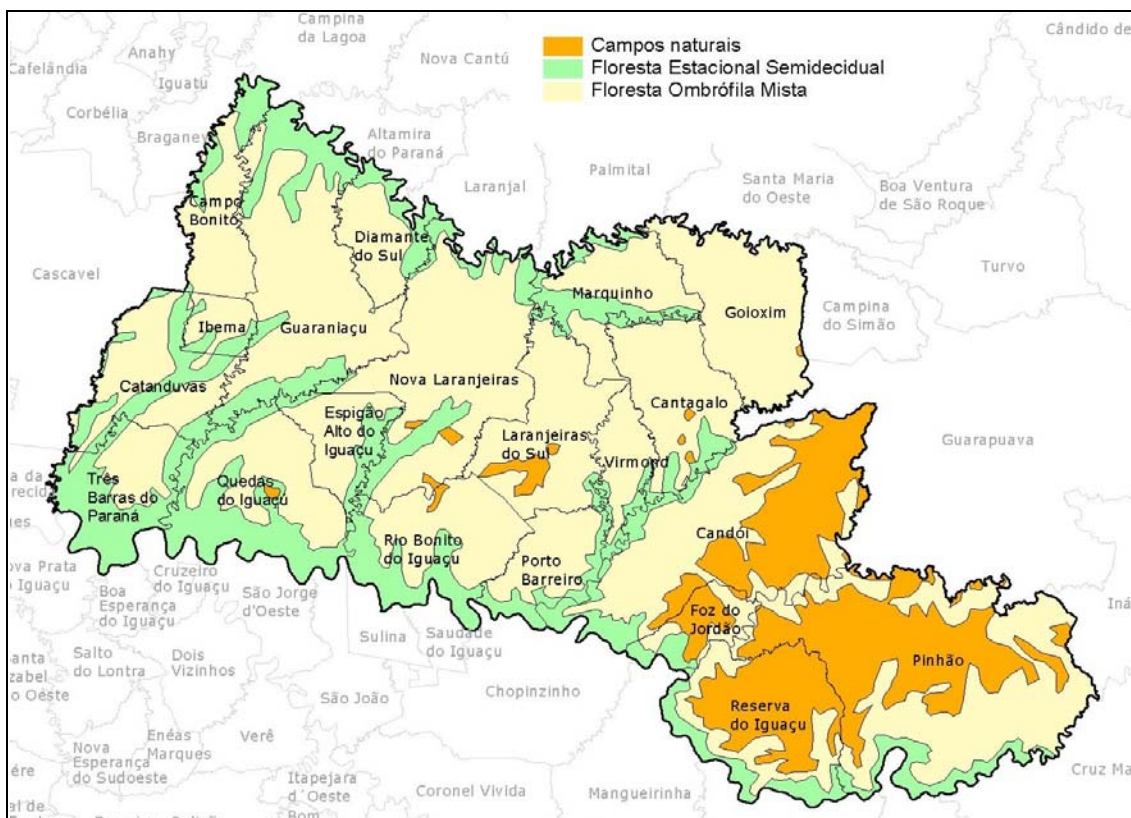 Campina
da Lagoa
Cândido de
Anahy
Cafelândia
Iguatu
Nova Cantú
Campos naturais
Floresta Estacional Semidecidual
Floresta Ombrófila Mista
Corbélia
Braganey
Altamira
do Paraná
Laranjal
Palmital
Santa Maria
do Oeste
Boa Ventura
de São Roque
Campo
Bonito
Diamante
do Sul
Cascavel
Turvo
Marquinho
Goioxim
Campina
do Simão
Ibema
Guaraniaçu
Catanduvas
Nova Laranjeiras
Cantagalo
Espigão
Alto do
Iguaçu
Laranjeiras
do Sul
Virmond
Guarapuava
Três
Barras do
Paraná
Quedas
do Iguaçú
Candói
Rio Bonito
do Iguaçu
Porto
Barreiro
Foz do
Jordão
Pinhão
Reserva
do Iguaçu
ova Prata
o Iguaçu
Boa
Esperança
do Iguaçu
Cruzeiro
do Iguaçu
São Jorge
d'Oeste
Sulina
Saudade
do Iguaçu
Salto
do Lontra
Dois
Vizinhos
São João
Chopinzinho
Nova
Esperança
do Sudoeste
Enéas
Marques
Verê
Itapejara
d´Oeste
Bom
Coronel Vivida
Mangueirinha
Cruz Ma